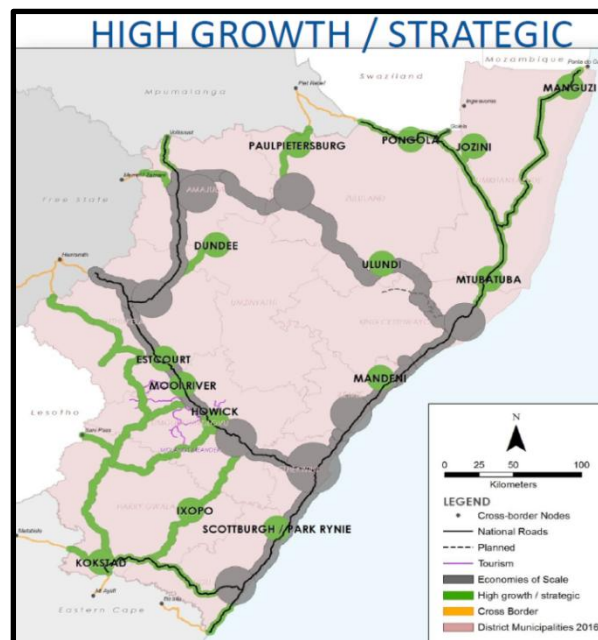 HIGH GROWTH / STRATEGIC
Mozambique
Swaziland
MANGUZI
Mpumalanga
PAULPIETERSBURG
PONGOLA
JOZINI
Free State
AMAJUBA
ZULULAND
DUNDEE
ULUNDI
MTUBATUBA
ESTCOURT
MANDENI
MOOI RIVER
HOWICK
Lesotho
IXOPO
SCOTTBURGH / PARK RYNIE
KOKSTAD
Eastern Cape
N
0 25 50 100
Kilometers
LEGEND
Cross-border Nodes
National Roads
Planned
Tourism
Economies of Scale
High growth / strategic
Cross Border
District Municipalities 2016